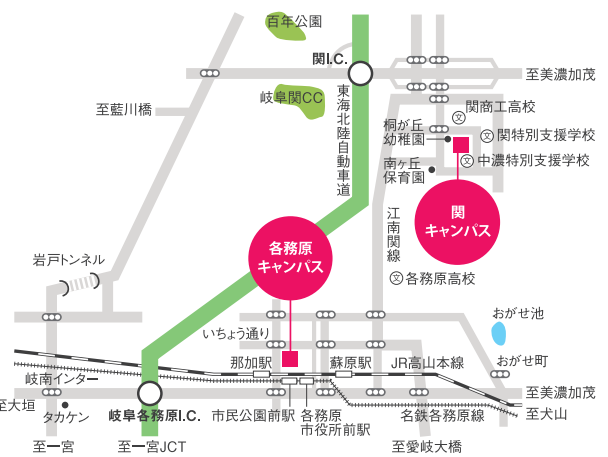 百年公園
関I.C.
至美濃加茂
岐阜関CC
東海北陸自動車道
至藍川橋
関商工高校
文
桐が丘
幼稚園
文
関特別支援学校
文
中濃特別支援学校
南ヶ丘
保育園
関
キャンパス
江南関線
各務原
キャンパス
岩戸トンネル
文
各務原高校
おがせ池
いちょう通り
那加駅
蘇原駅
JR高山本線
おがせ町
岐南インター
至美濃加茂
至大垣
タカケン
岐阜各務原I.C.
市民公園前駅
各務原
市役所前駅
名鉄各務原線
至犬山
至一宮
至一宮JCT
至愛岐大橋